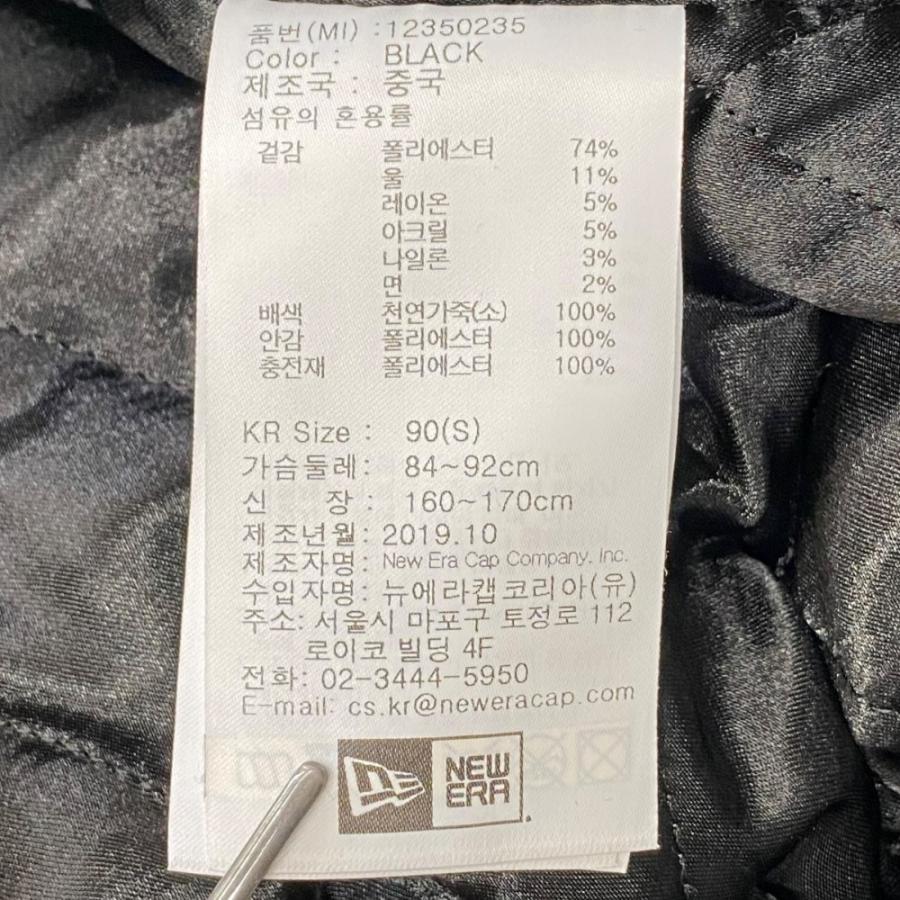 품번(MI) :12350235
Color : BLACK
제조국 : 중국
섬유의 혼용률
겉감 폴리에스터 74%
울 11%
레이온 5%
아크릴 5%
나일론 3%
면 2%
배색 천연가죽(소) 100%
안감 폴리에스터 100%
충전재 폴리에스터 100%
KR Size : 90(S)
가슴둘레: 84~92cm
신 장 : 160~170cm
제조년월: 2019.10
제조자명: New Era Cap Company. Inc.
수입자명: 뉴에라캡코리아(유)
주소: 서울시 마포구 토정로 112
로이코 빌딩 4F
전화: 02-3444-5950
E-mail: cs.kr@neweracap.com
NEW
ERA